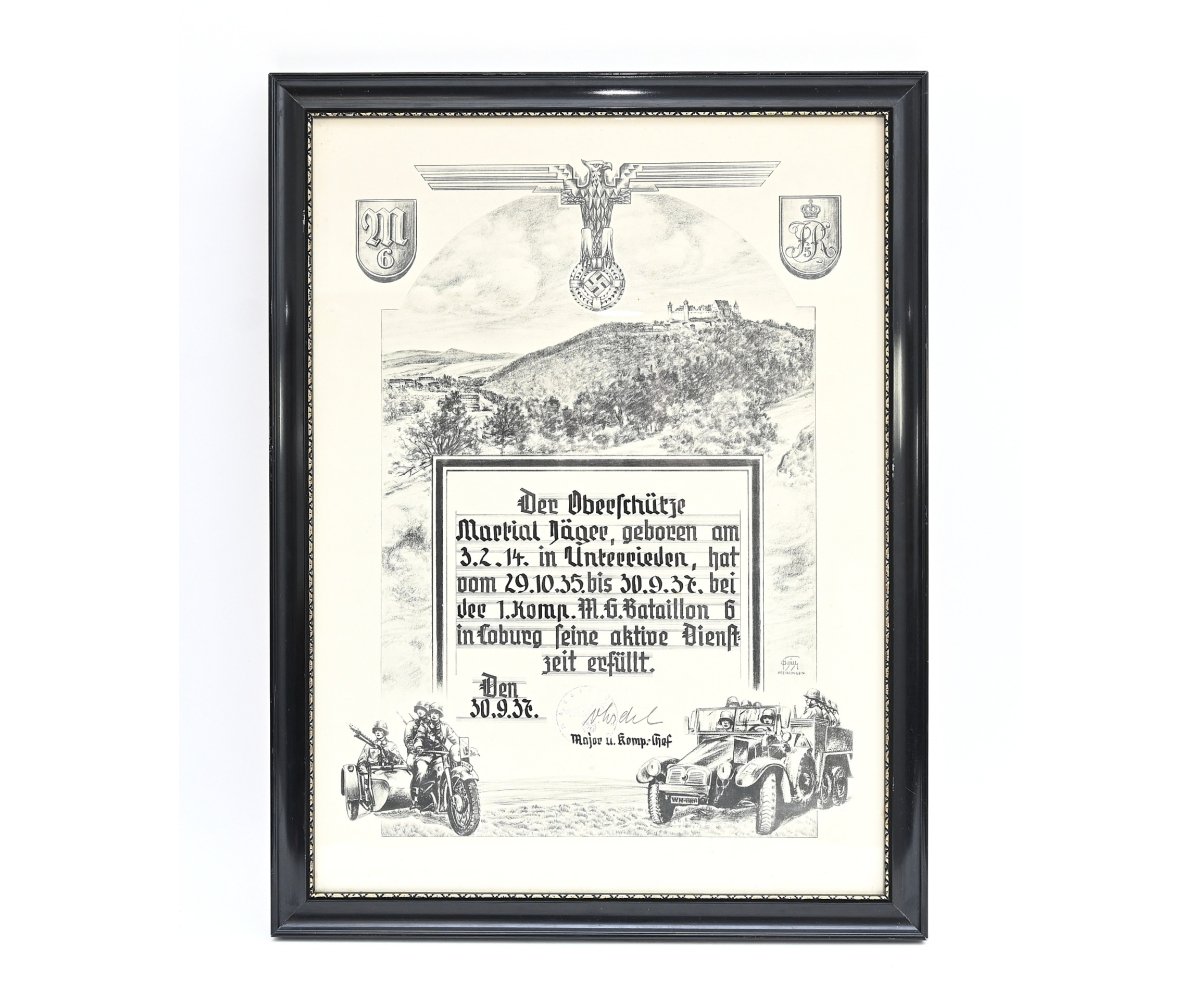 M
6
Der Oberschütze
Martial Jäger, geboren am
3.2.14. in Unterrieden, hat
vom 29.10.35. bis 30.9.37. bei
der 1.Komp. M.G.Bataillon 6
in Coburg seine aktive Dienst-
zeit erfüllt.
Den
30.9.37.
Major u. Komp.-Chef